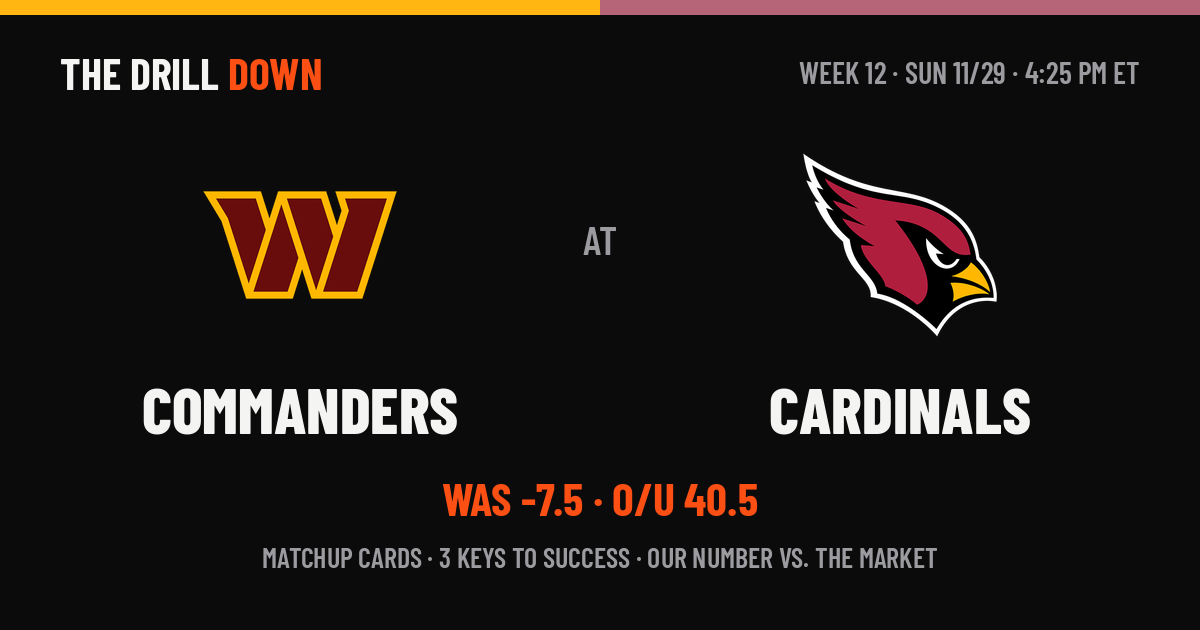 THE DRILL DOWN
WEEK 12 · SUN 11/29 · 4:25 PM ET
W
AT
COMMANDERS
CARDINALS
WAS -7.5 · O/U 40.5
MATCHUP CARDS · 3 KEYS TO SUCCESS · OUR NUMBER VS. THE MARKET